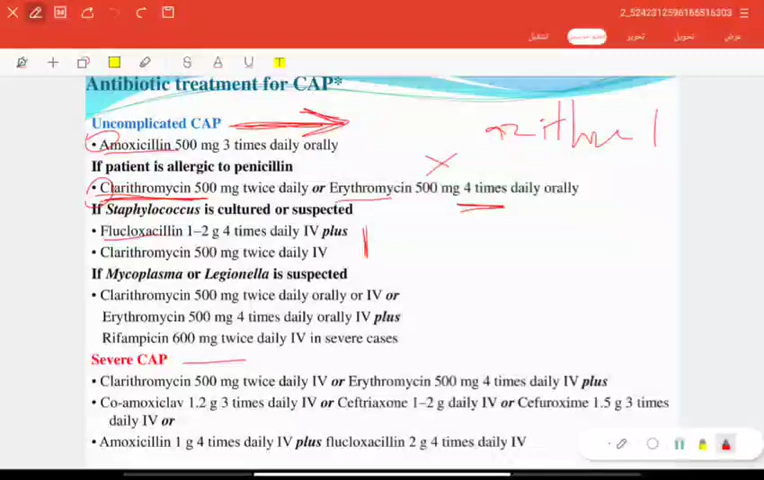 2_5242312596165516303
عرض
تحويل
تحرير
تشغيل
Antibiotic treatment for CAP*
Uncomplicated CAP
• Amoxicillin 500 mg 3 times daily orally
If patient is allergic to penicillin
• Clarithromycin 500 mg twice daily or Erythromycin 500 mg 4 times daily orally
If Staphylococcus is cultured or suspected
• Flucloxacillin 1–2 g 4 times daily IV plus
• Clarithromycin 500 mg twice daily IV
If Mycoplasma or Legionella is suspected
• Clarithromycin 500 mg twice daily orally or IV or
Erythromycin 500 mg 4 times daily orally IV plus
Rifampicin 600 mg twice daily IV in severe cases
Severe CAP
• Clarithromycin 500 mg twice daily IV or Erythromycin 500 mg 4 times daily IV plus
• Co-amoxiclav 1.2 g 3 times daily IV or Ceftriaxone 1–2 g daily IV or Cefuroxime 1.5 g 3 times
daily IV or
• Amoxicillin 1 g 4 times daily IV plus flucloxacillin 2 g 4 times daily IV